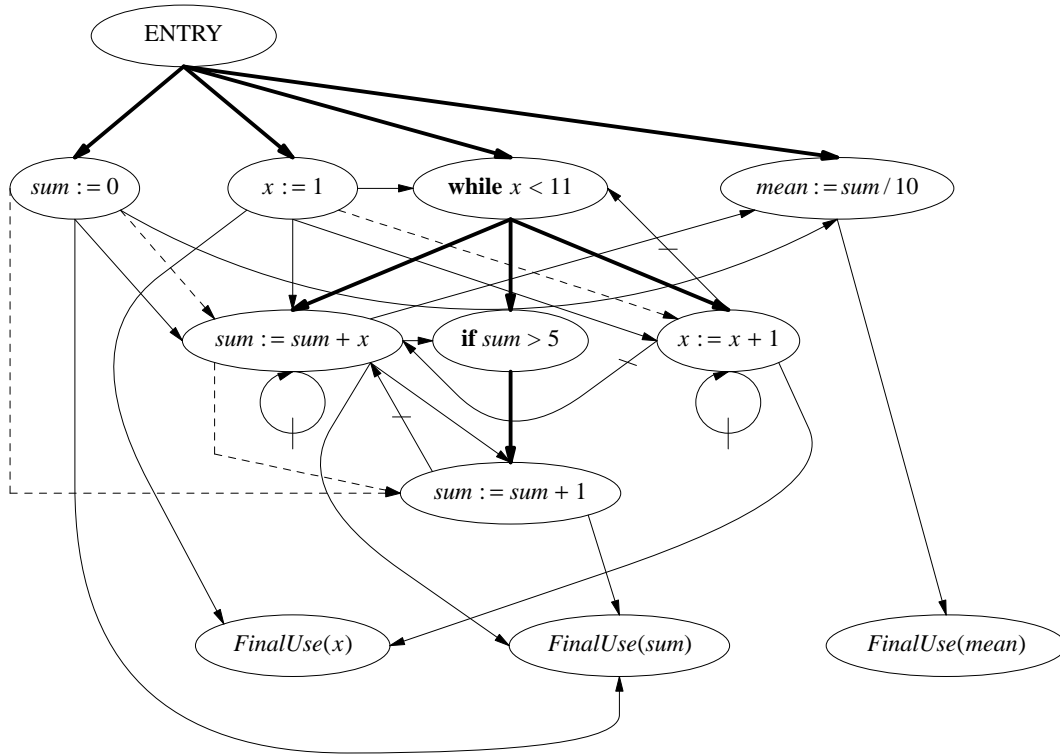 ENTRY
sum := 0
x := 1
while x < 11
mean := sum / 10
sum := sum + x
if sum > 5
x := x + 1
sum := sum + 1
FinalUse(x)
FinalUse(sum)
FinalUse(mean)